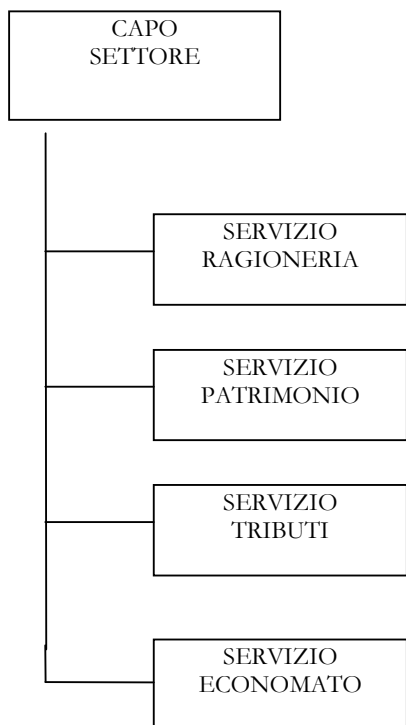 CAPO
SETTORE
SERVIZIO
RAGIONERIA
SERVIZIO
PATRIMONIO
SERVIZIO
TRIBUTI
SERVIZIO
ECONOMATO